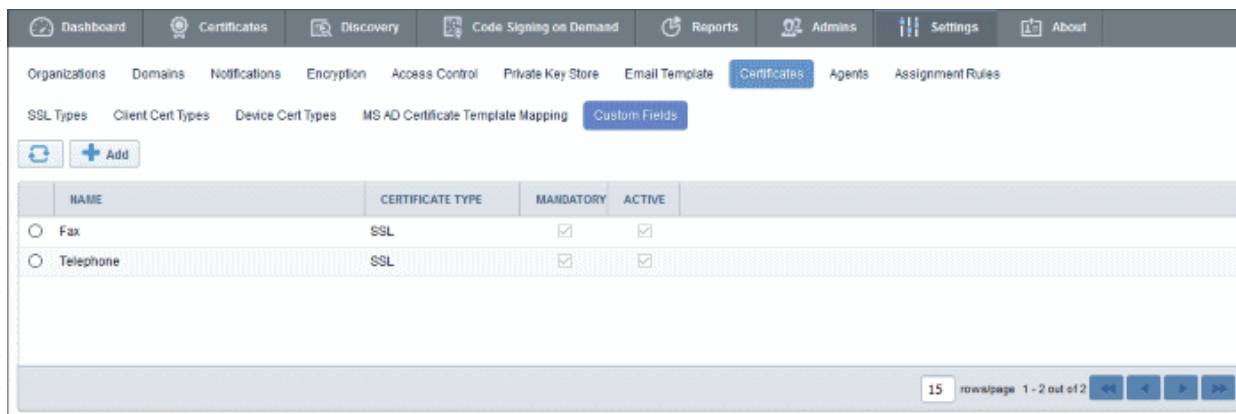 Dashboard Certificates Discovery Code Signing on Demand Reports Admins Settings About
Organizations Domains Notifications Encryption Access Control Private Key Store Email Template Certificates Agents Assignment Rules
SSL Types Client Cert Types Device Cert Types MS AD Certificate Template Mapping Custom Fields
Add
NAME CERTIFICATE TYPE MANDATORY ACTIVE
Fax SSL
Telephone SSL
15 rows/page 1 - 2 out of 2